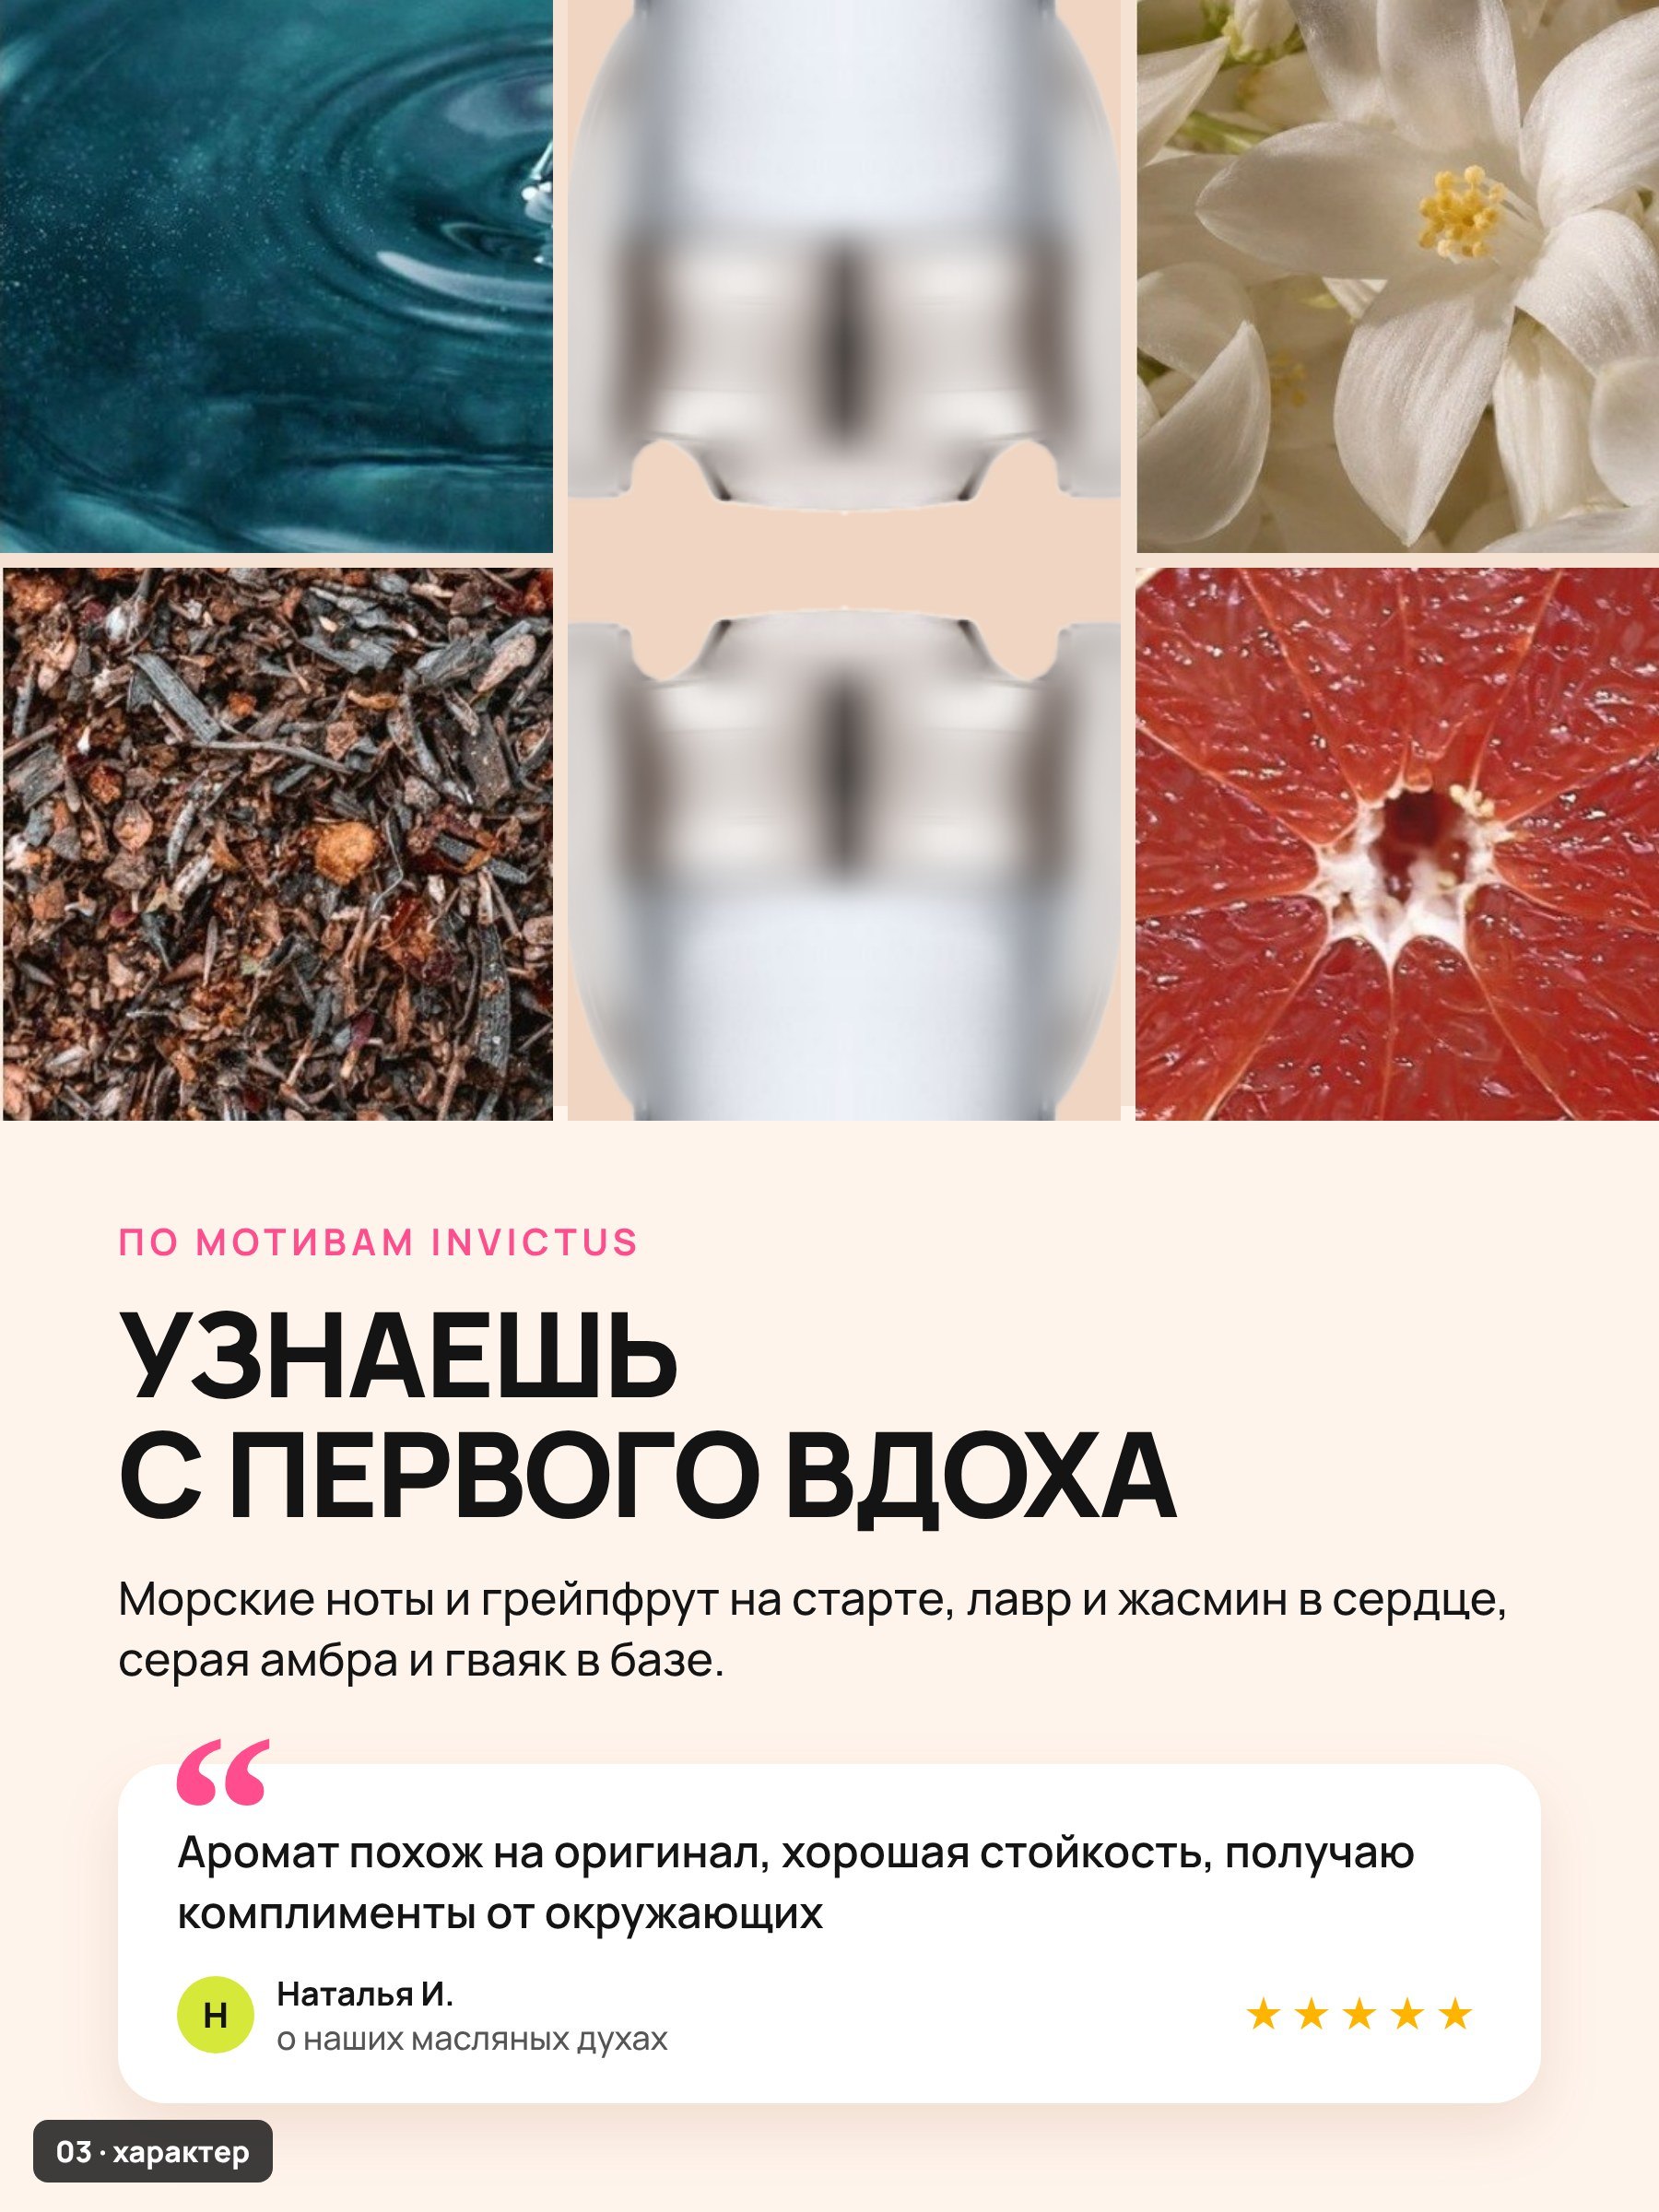 ПО МОТИВАМ INVICTUS
УЗНАЕШЬ
С ПЕРВОГО ВДОХА
Морские ноты и грейпфрут на старте, лавр и жасмин в сердце,
серая амбра и гваяк в базе.
“
Аромат похож на оригинал, хорошая стойкость, получаю
комплименты от окружающих
Н
Наталья И.
о наших масляных духах
★★★★★
03 · характер